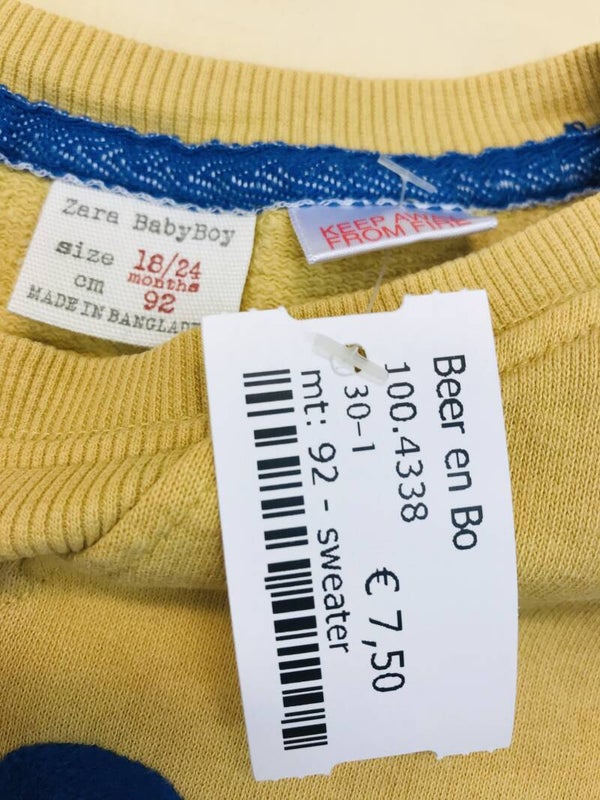 Zara BabyBoy
size 18/24
months
cm 92
MADE IN
KEEP AWAY
FROM FIRE
Beer en Bo
100.4338
30-1
€ 7,50
mt: 92 - sweater